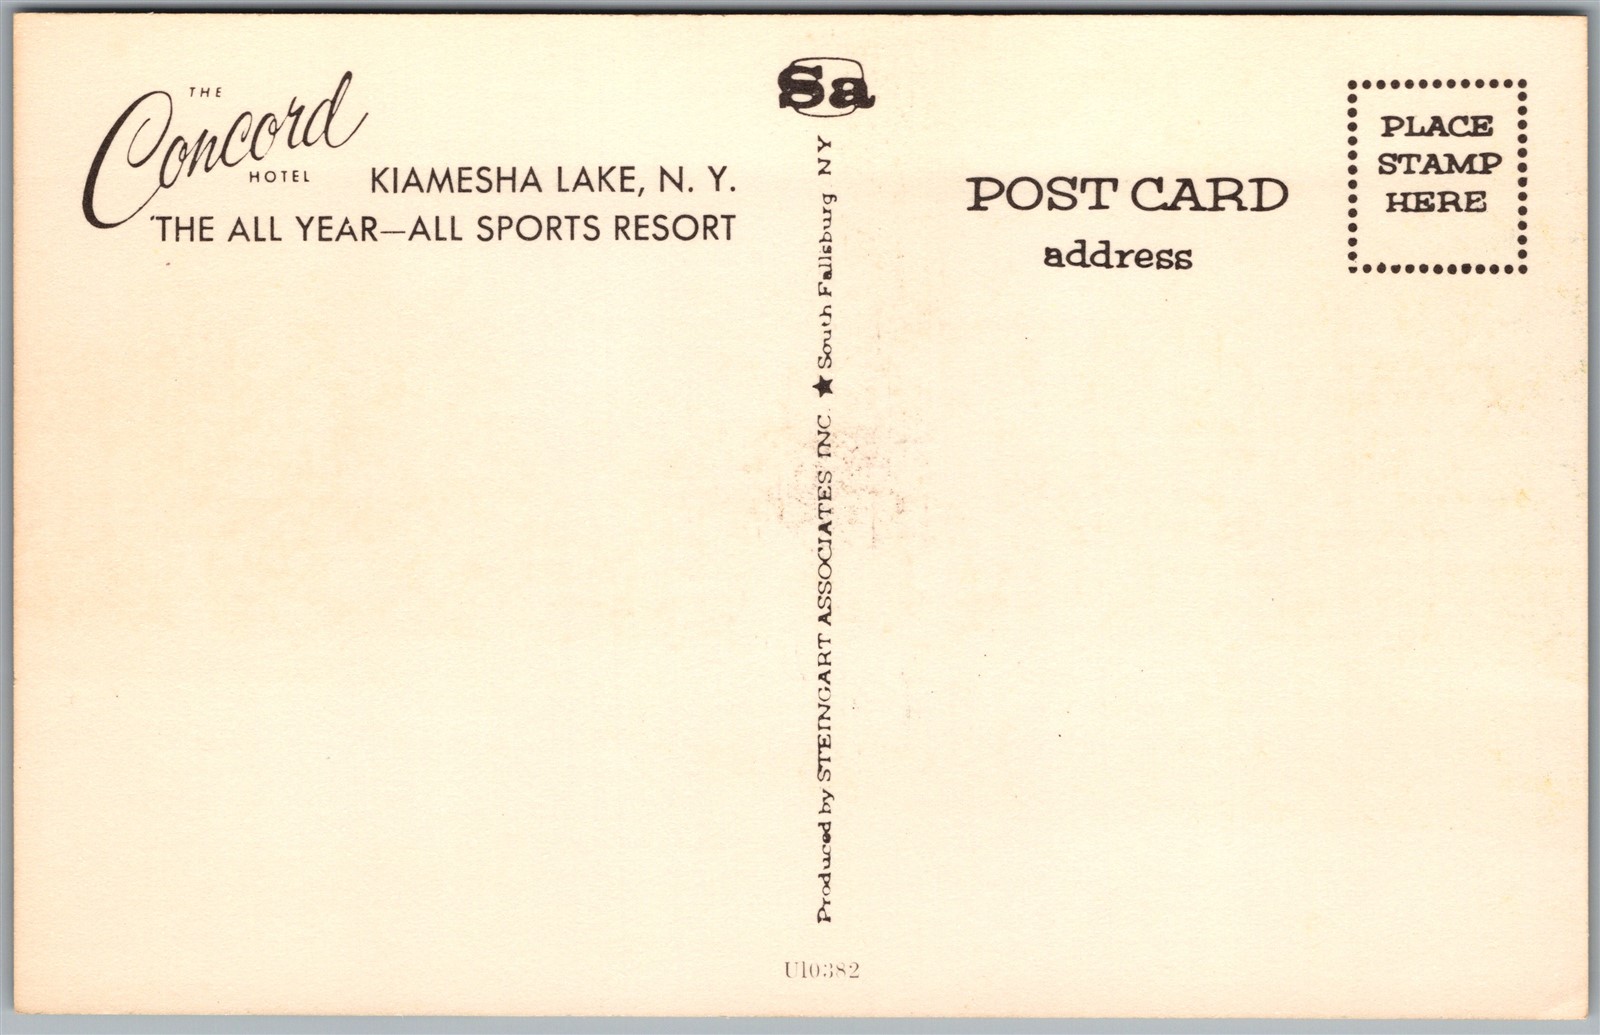 THE
Concord
HOTEL
KIAMESHA LAKE, N. Y.
THE ALL YEAR—ALL SPORTS RESORT
Sa
Produced by STEINGART ASSOCIATES INC. ★ South Fallsburg NY
POST CARD
address
PLACE
STAMP
HERE
U10382